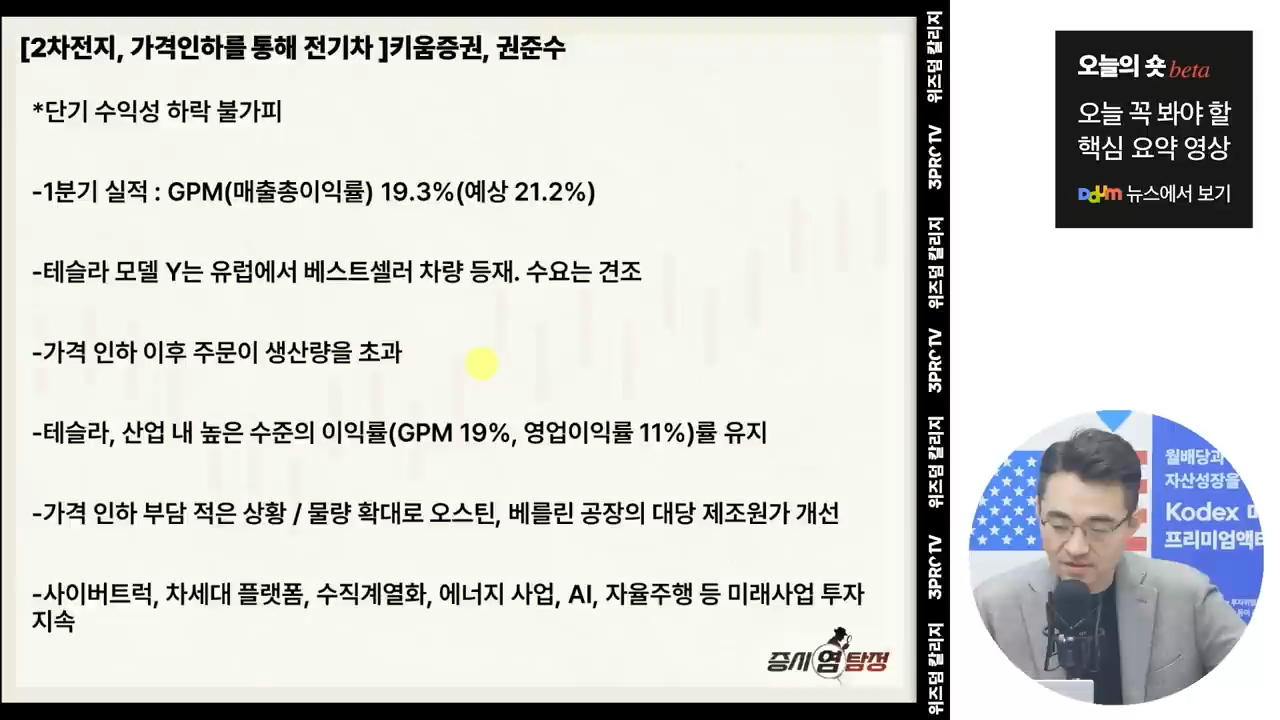 [2차전지, 가격인하를 통해 전기차 ]키움증권, 권준수
*단기 수익성 하락 불가피
-1분기 실적 : GPM(매출총이익률) 19.3%(예상 21.2%)
-테슬라 모델 Y는 유럽에서 베스트셀러 차량 등재. 수요는 견조
-가격 인하 이후 주문이 생산량을 초과
-테슬라, 산업 내 높은 수준의 이익률(GPM 19%, 영업이익률 11%)률 유지
-가격 인하 부담 적은 상황 / 물량 확대로 오스틴, 베를린 공장의 대당 제조원가 개선
-사이버트럭, 차세대 플랫폼, 수직계열화, 에너지 사업, AI, 자율주행 등 미래사업 투자
지속
증시 염 탐정
위즈덤 칼리지
3PRO TV
위즈덤 칼리지
3PRO TV
위즈덤 칼리지
3PRO TV
위즈덤 칼리지
오늘의 숏 beta
오늘 꼭 봐야 할
핵심 요약 영상
Daum 뉴스에서 보기
월배당과
자산성장을
Kodex 미
프리미엄액티